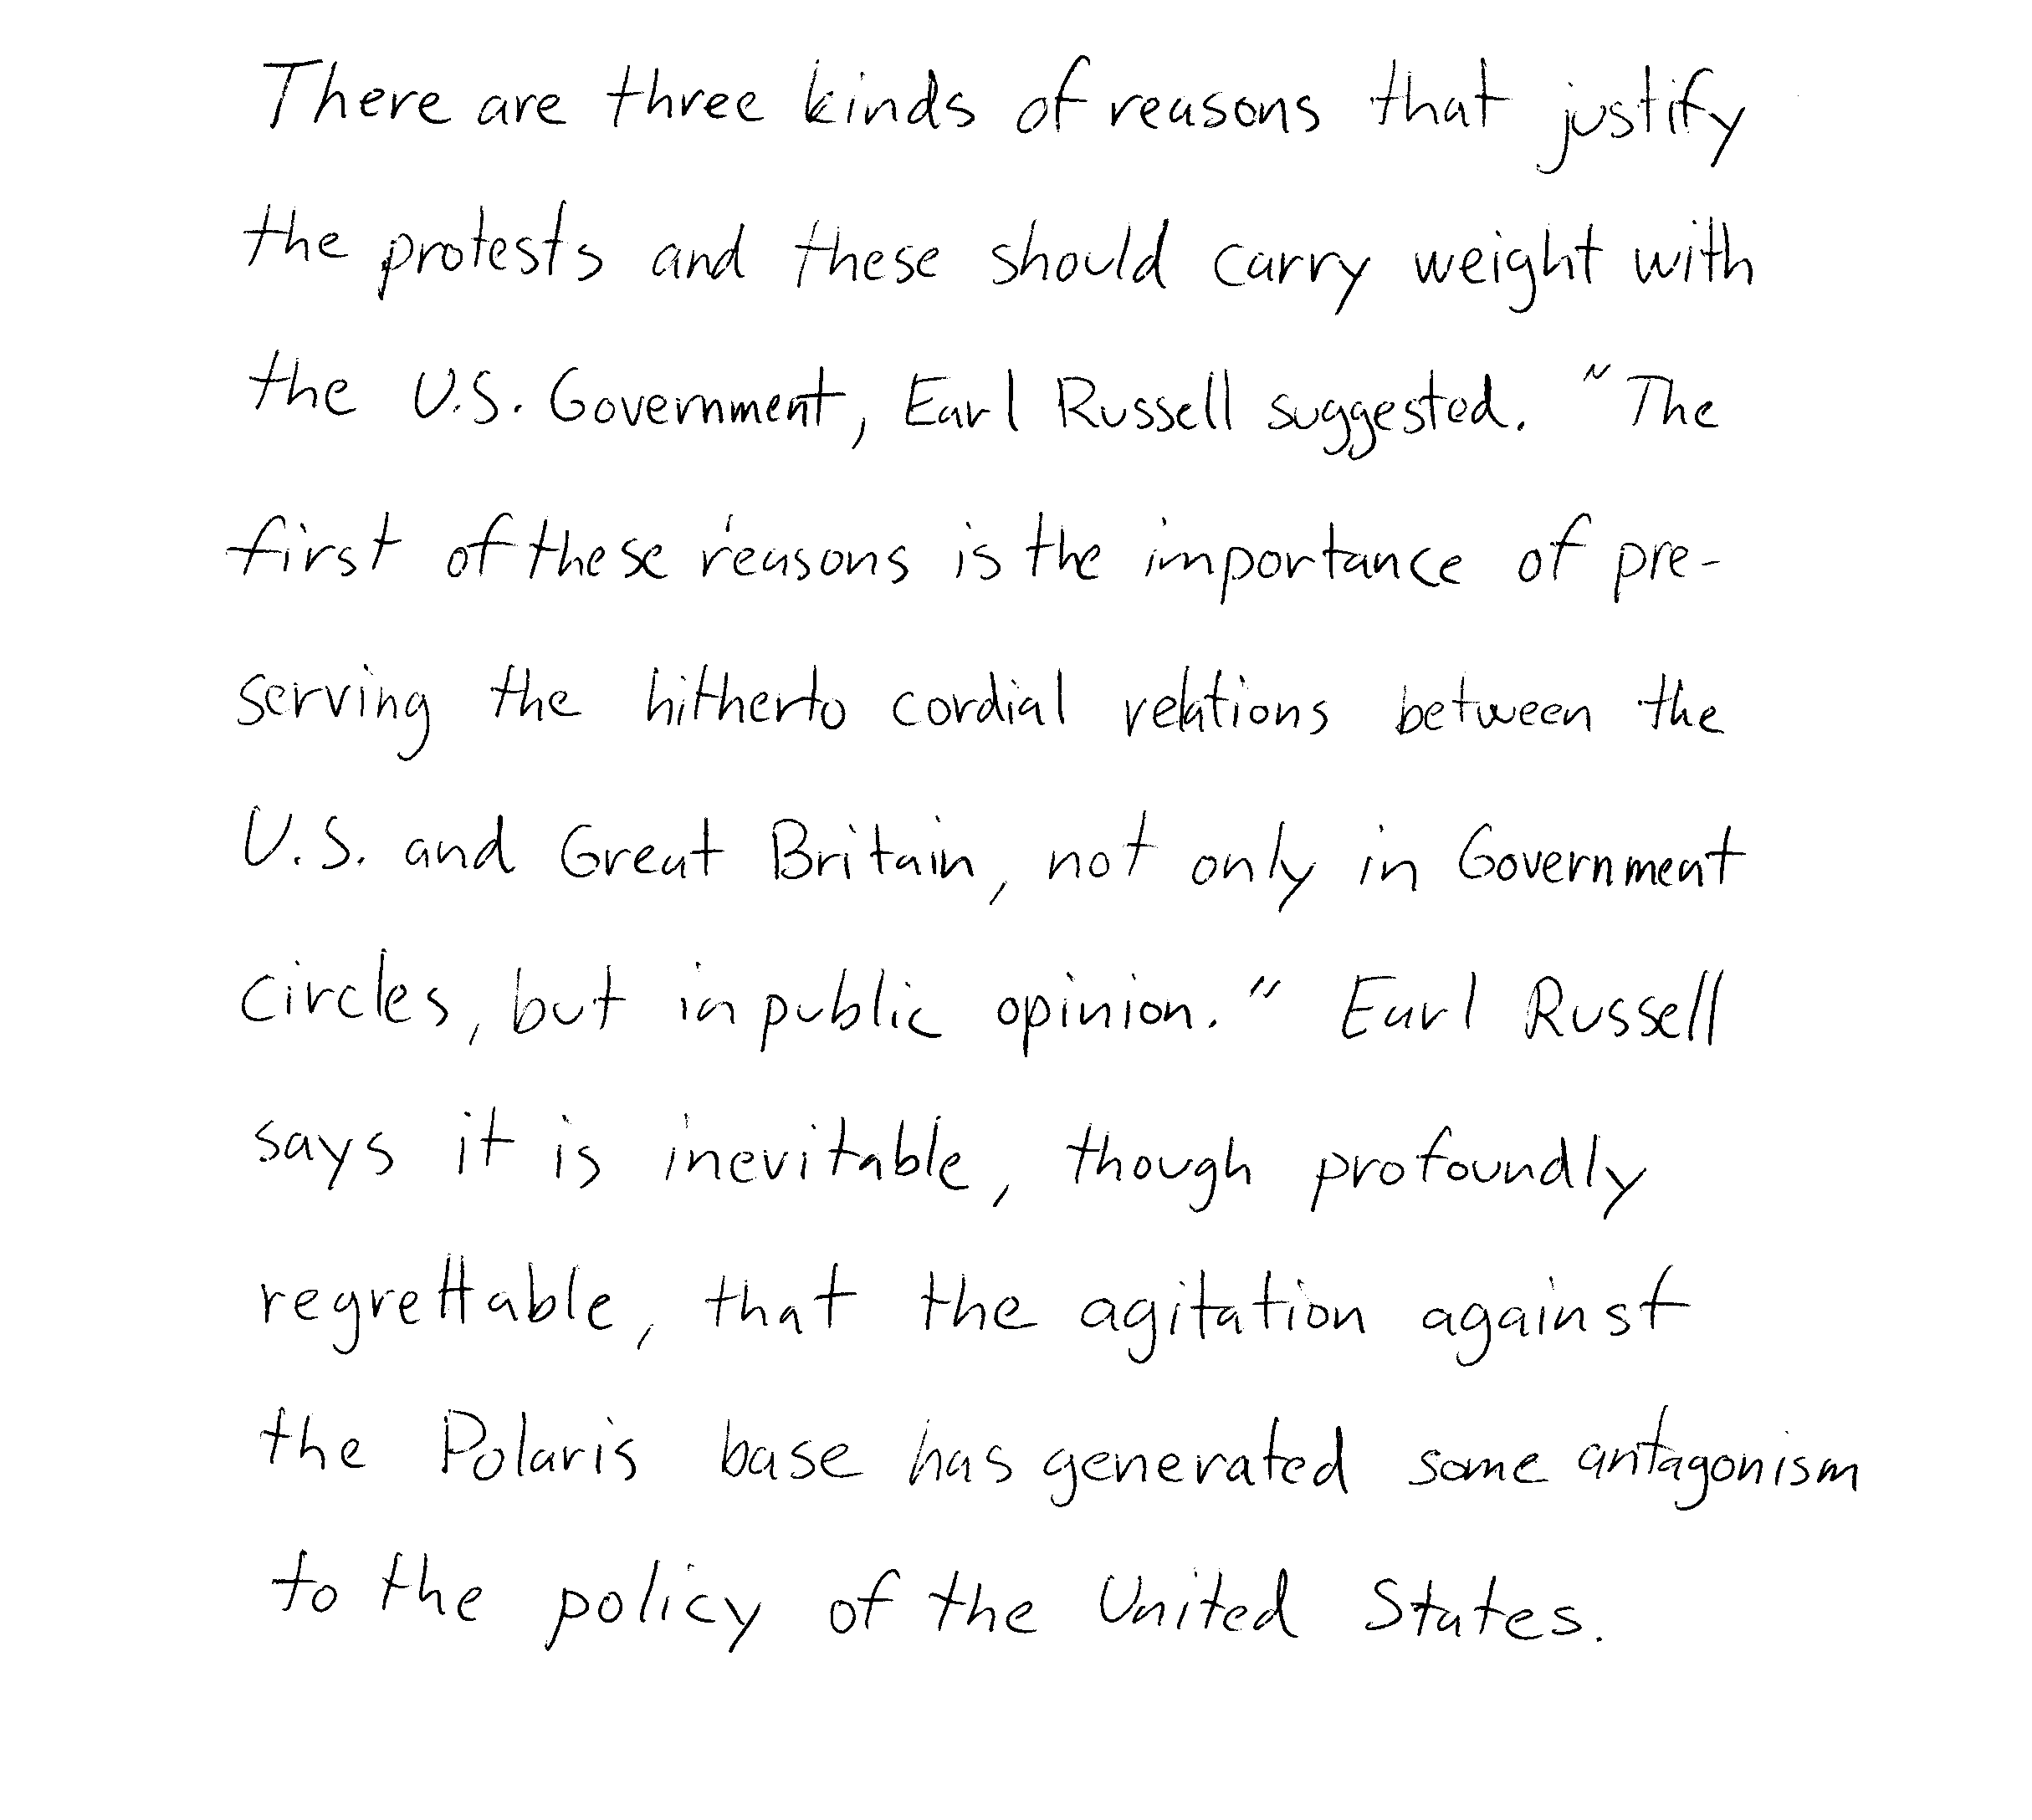 There are three kinds of reasons that justify
the protests and these should carry weight with
the U.S. Government, Earl Russell suggested. "The
first of these reasons is the importance of pre-
serving the hitherto cordial relations between the
U.S. and Great Britain, not only in Government
circles, but in public opinion." Earl Russell
says it is inevitable, though profoundly
regrettable, that the agitation against
the Polaris base has generated some antagonism
to the policy of the United States.